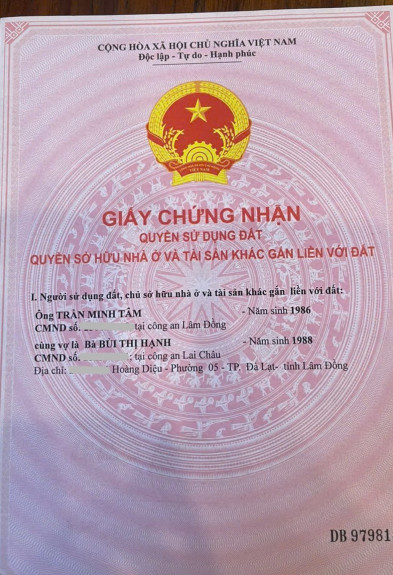 CỘNG HÒA XÃ HỘI CHỦ NGHĨA VIỆT NAM
Độc lập - Tự do - Hạnh phúc
GIẤY CHỨNG NHẬN
QUYỀN SỬ DỤNG ĐẤT
QUYỀN SỞ HỮU NHÀ Ở VÀ TÀI SẢN KHÁC GẮN LIỀN VỚI ĐẤT
I. Người sử dụng đất, chủ sở hữu nhà ở và tài sản khác gắn liền với đất:
Ông TRẦN MINH TÂM - Năm sinh 1986
CMND số. tại công an Lâm Đồng
cùng vợ là Bà BÙI THỊ HẠNH - Năm sinh 1988
CMND số. : tại công an Lai Châu
Địa chỉ: Hoàng Diệu - Phường 05 - TP. Đà Lạt- tỉnh Lâm Đồng
DB 97981